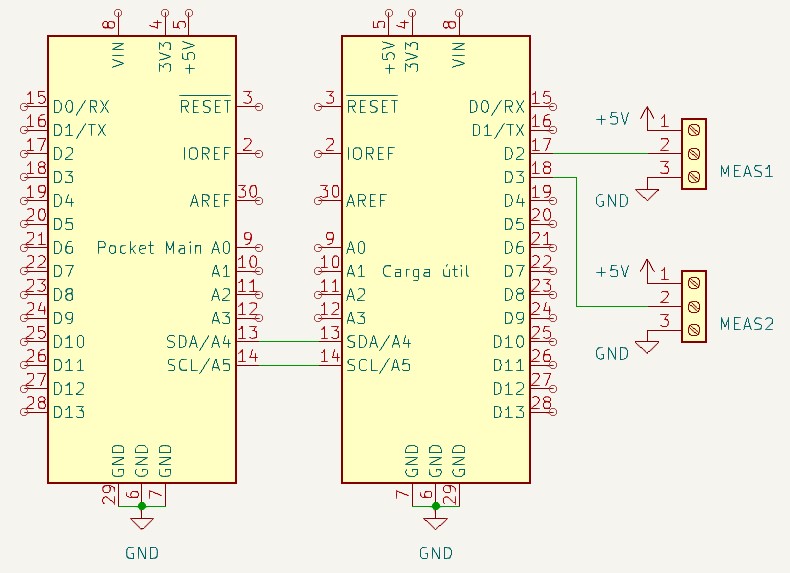 8 4 5 5 4 8
VIN 3V3 +5V +5V 3V3 VIN
15 D0/RX RESET 3 3 RESET D0/RX 15
16 D1/TX D1/TX 16 +5V 1
17 D2 IOREF 2 2 IOREF D2 17 2
18 D3 D3 18 3 MEAS1
19 D4 AREF 30 30 AREF D4 19 GND
20 D5 D5 20
21 D6 Pocket Main A0 9 9 A0 D6 21
22 D7 A1 10 10 A1 Carga útil D7 22 +5V 1
23 D8 A2 11 11 A2 D8 23 2
24 D9 A3 12 12 A3 D9 24 3 MEAS2
25 D10 SDA/A4 13 13 SDA/A4 D10 25 GND
26 D11 SCL/A5 14 14 SCL/A5 D11 26
27 D12 D12 27
28 D13 D13 28
GND GND GND GND GND GND
29 6 7 7 6 29
GND GND